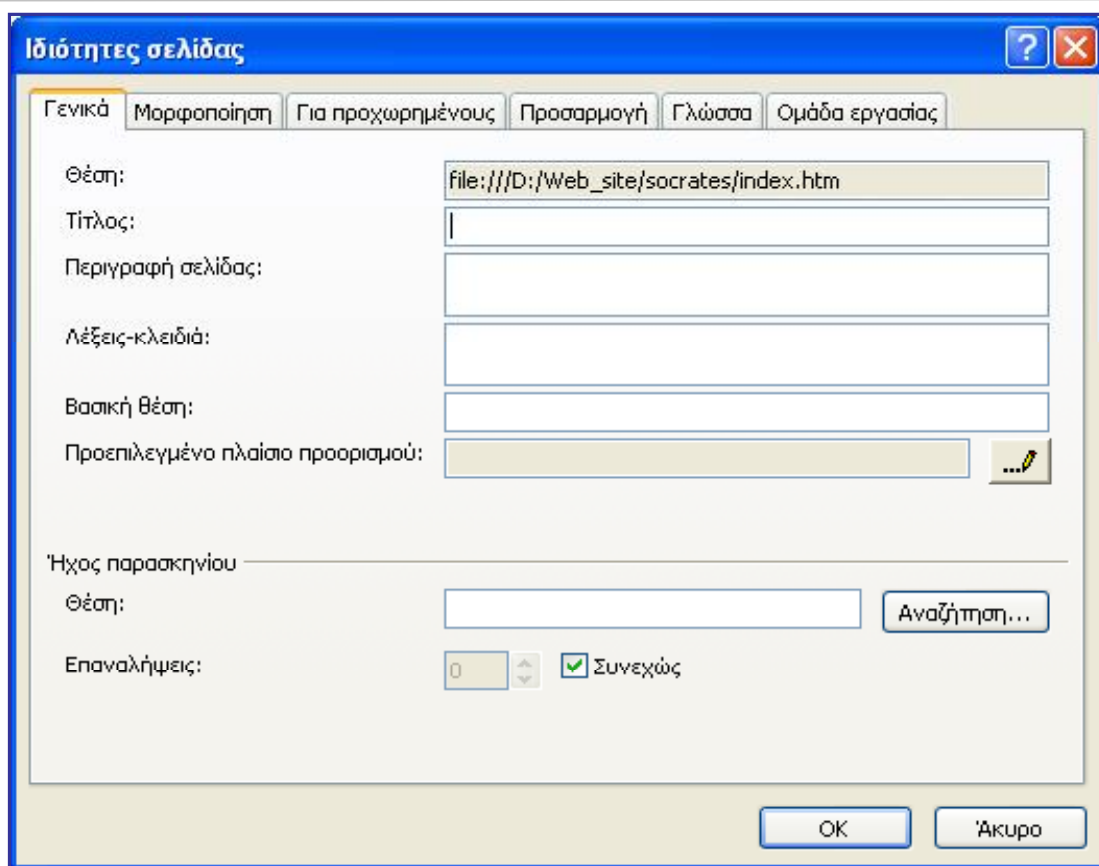 Ιδιότητες σελίδας
Γενικά Μορφοποίηση Για προχωρημένους Προσαρμογή Γλώσσα Ομάδα εργασίας
Θέση: file:///D:/Web_site/socrates/index.htm
Τίτλος:
Περιγραφή σελίδας:
Λέξεις-κλειδιά:
Βασική θέση:
Προεπιλεγμένο πλαίσιο προορισμού: ...
Ήχος παρασκηνίου
Θέση: Αναζήτηση...
Επαναλήψεις: 0 Συνεχώς
OK Άκυρο